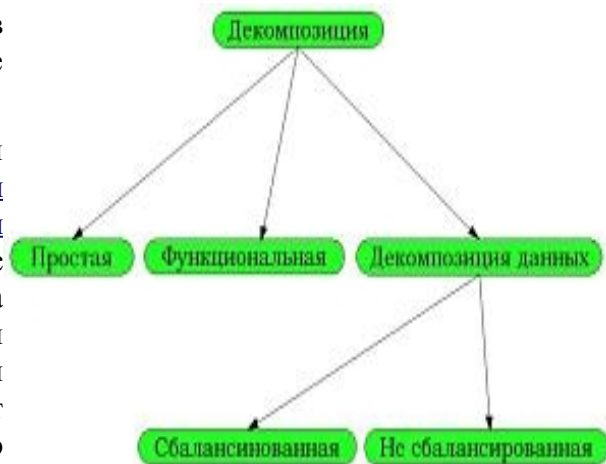 Декомпозиция
Простая
Функциональная
Декомпозиция данных
Сбалансинованная
Не сбалансированная